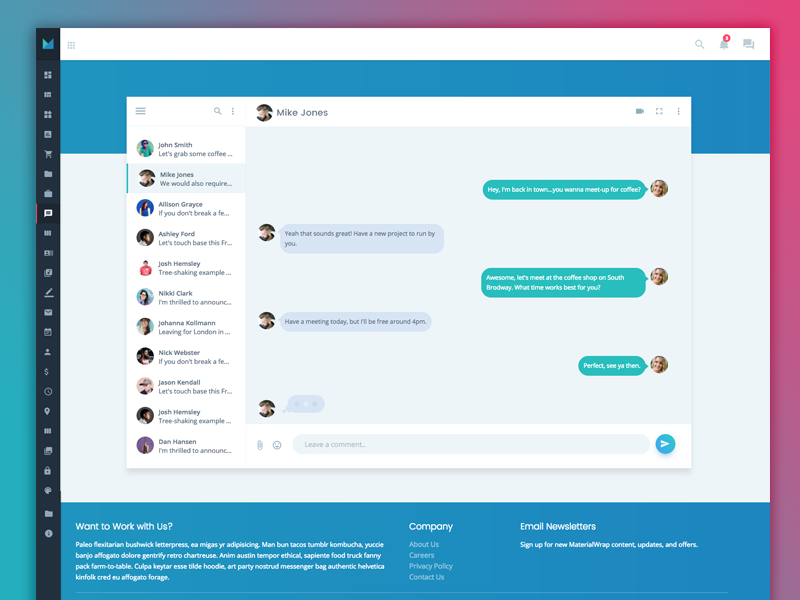 3
Mike Jones
John Smith
Let's grab some coffee ...
Mike Jones
We would also require...
Allison Grayce
If you don't break a fe...
Ashley Ford
Let's touch base this Fr...
Josh Hemsley
Tree-shaking example ...
Nikki Clark
I'm thrilled to announc...
Johanna Kollmann
Leaving for London in ...
Nick Webster
If you don't break a fe...
Jason Kendall
Let's touch base this Fr...
Josh Hemsley
Tree-shaking example ...
Dan Hansen
I'm thrilled to announc...
Hey, I'm back in town...you wanna meet-up for coffee?
Yeah that sounds great! Have a new project to run by
you.
Awesome, let's meet at the coffee shop on South
Brodway. What time works best for you?
Have a meeting today, but I'll be free around 4pm.
Perfect, see ya then.
Leave a comment..
Want to Work with Us?
Paleo flexitarian bushwick letterpress, ea migas yr adipisicing. Man bun tacos tumblr kombucha, yuccie
banjo affogato dolore gentrify retro chartreuse. Anim austin tempor ethical, sapiente food truck fanny
pack farm-to-table. Culpa keytar esse tilde hoodie, art party nostrud messenger bag authentic helvetica
kinfolk cred eu affogato forage.
Company
About Us
Careers
Privacy Policy
Contact Us
Email Newsletters
Sign up for new MaterialWrap content, updates, and offers.